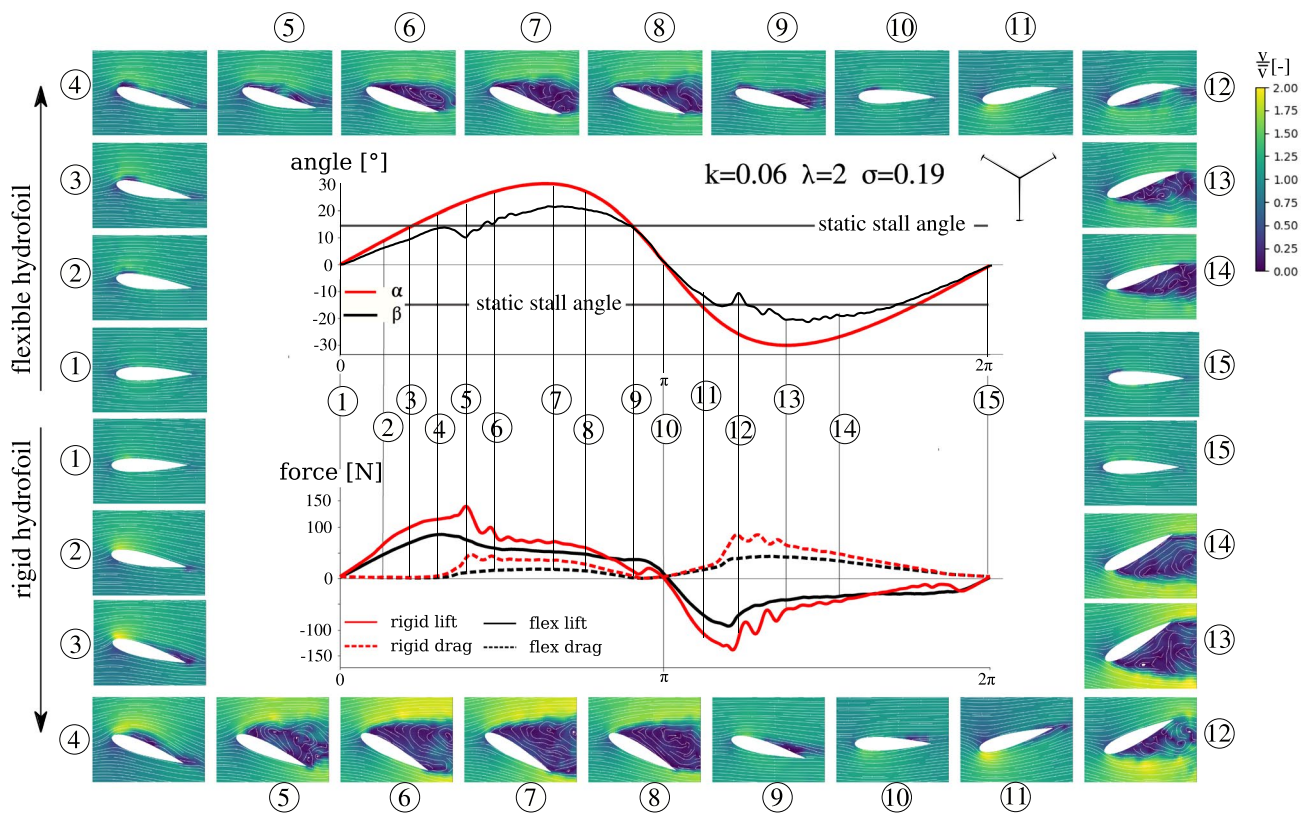 ⑤ ⑥ ⑦ ⑧ ⑨ ⑩ ⑪
④
⑫
v/v̅ [-]
2.00
1.75
1.50
1.25
1.00
0.75
0.50
0.25
0.00
flexible hydrofoil
③
②
①
⑬
⑭
⑮
angle [°]
k=0.06 λ=2 σ=0.19
30
20
10
0
-10
-20
-30
static stall angle
α
β
static stall angle
0 π 2π
① ③ ⑤ ⑦ ⑨ ⑪ ⑬ ⑮
② ④ ⑥ ⑧ ⑩ ⑫ ⑭
rigid hydrofoil
①
②
③
⑮
⑭
⑬
force [N]
150
100
50
0
-50
-100
-150
rigid lift flex lift
rigid drag flex drag
0 π 2π
④
⑫
⑤ ⑥ ⑦ ⑧ ⑨ ⑩ ⑪